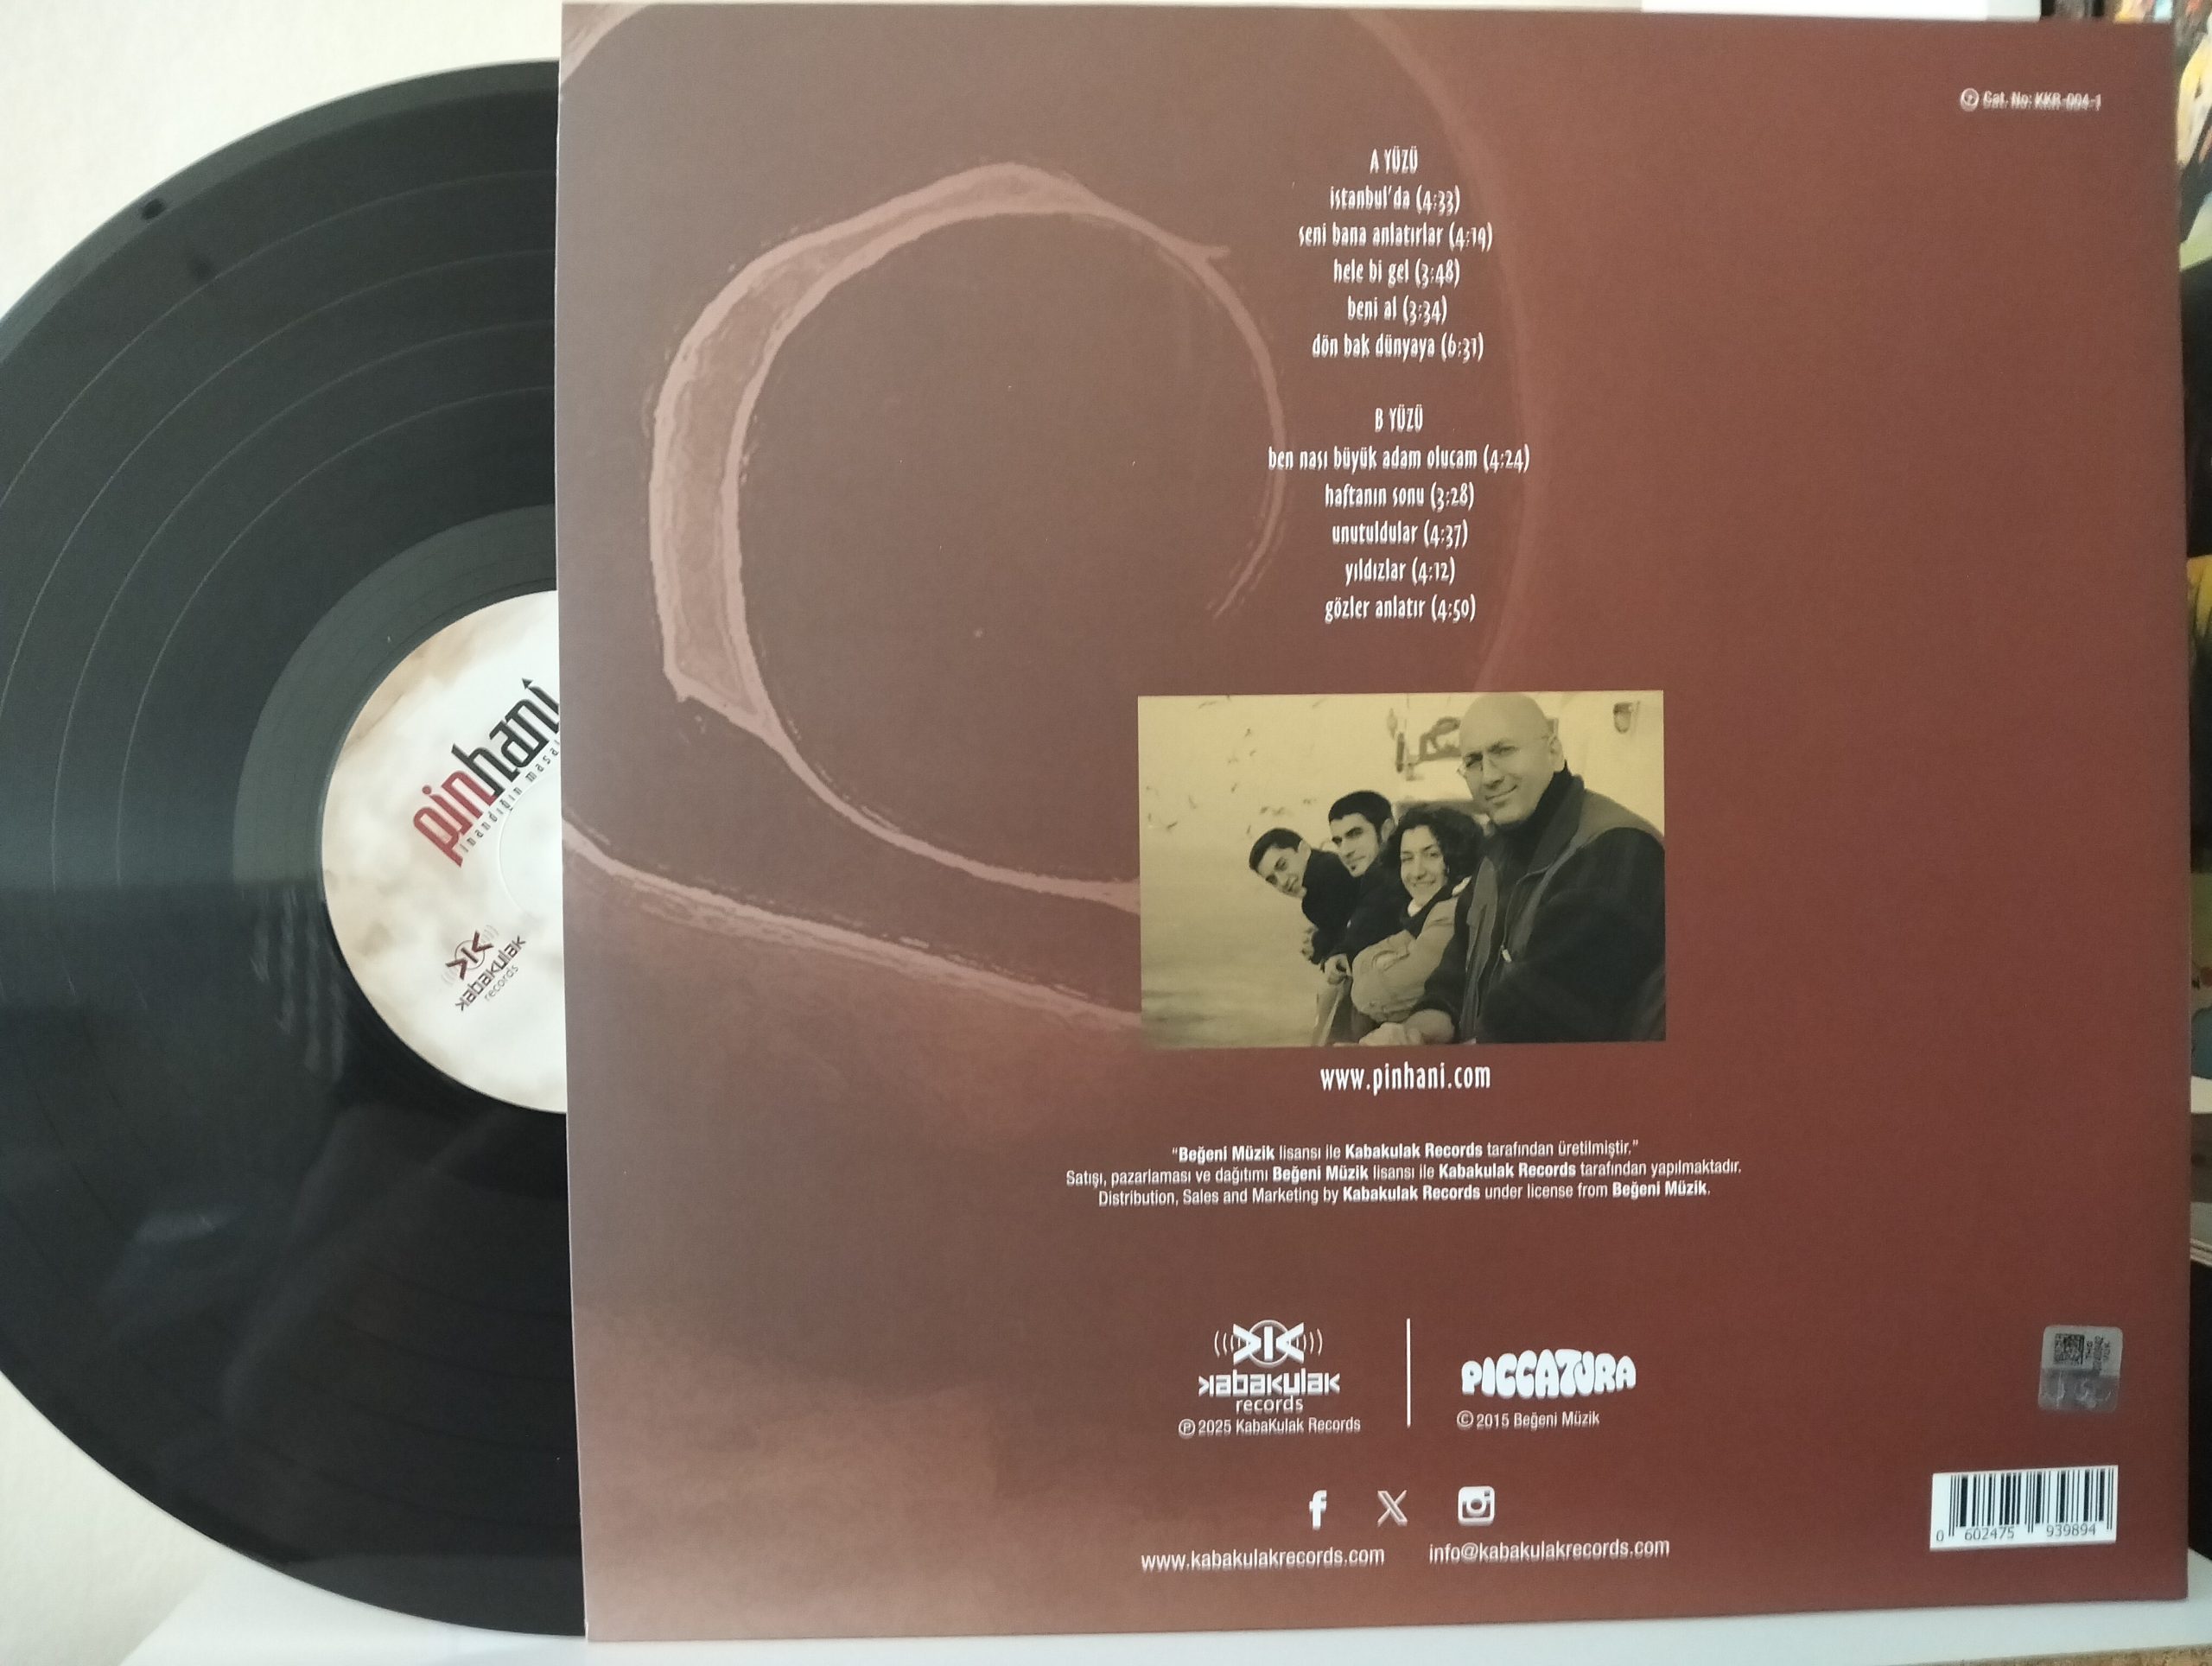 Cat. No: KKR-004-1
A YÜZÜ
istanbul'da (4:33)
seni bana anlatırlar (4:19)
hele bi gel (3:48)
beni al (3:34)
dön bak dünyaya (6:31)
B YÜZÜ
ben nası büyük adam olucam (4:24)
haftanın sonu (3:28)
unutuldular (4:37)
yıldızlar (4:12)
gözler anlatır (4:50)
pinhani
inandığın masal
kabakulak
records
www.pinhani.com
"Beğeni Müzik lisansı ile Kabakulak Records tarafından üretilmiştir."
Satışı, pazarlaması ve dağıtımı Beğeni Müzik lisansı ile Kabakulak Records tarafından yapılmaktadır.
Distribution, Sales and Marketing by Kabakulak Records under license from Beğeni Müzik.
kabakulak
records
℗ 2025 KabaKulak Records
PICCATURA
© 2015 Beğeni Müzik
www.kabakulakrecords.com
info@kabakulakrecords.com
0 602475 939894